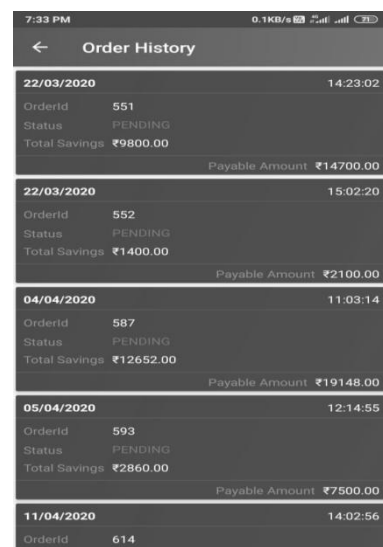 7:33 PM 0.1KB/s 71
Order History
22/03/2020 14:23:02
OrderId 551
Status PENDING
Total Savings ₹9800.00
Payable Amount ₹14700.00
22/03/2020 15:02:20
OrderId 552
Status PENDING
Total Savings ₹1400.00
Payable Amount ₹2100.00
04/04/2020 11:03:14
OrderId 587
Status PENDING
Total Savings ₹12652.00
Payable Amount ₹19148.00
05/04/2020 12:14:55
OrderId 593
Status PENDING
Total Savings ₹2860.00
Payable Amount ₹7500.00
11/04/2020 14:02:56
OrderId 614